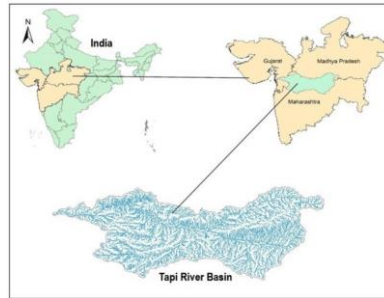 N
India
Gujarat
Madhya Pradesh
Maharashtra
Tapi River Basin